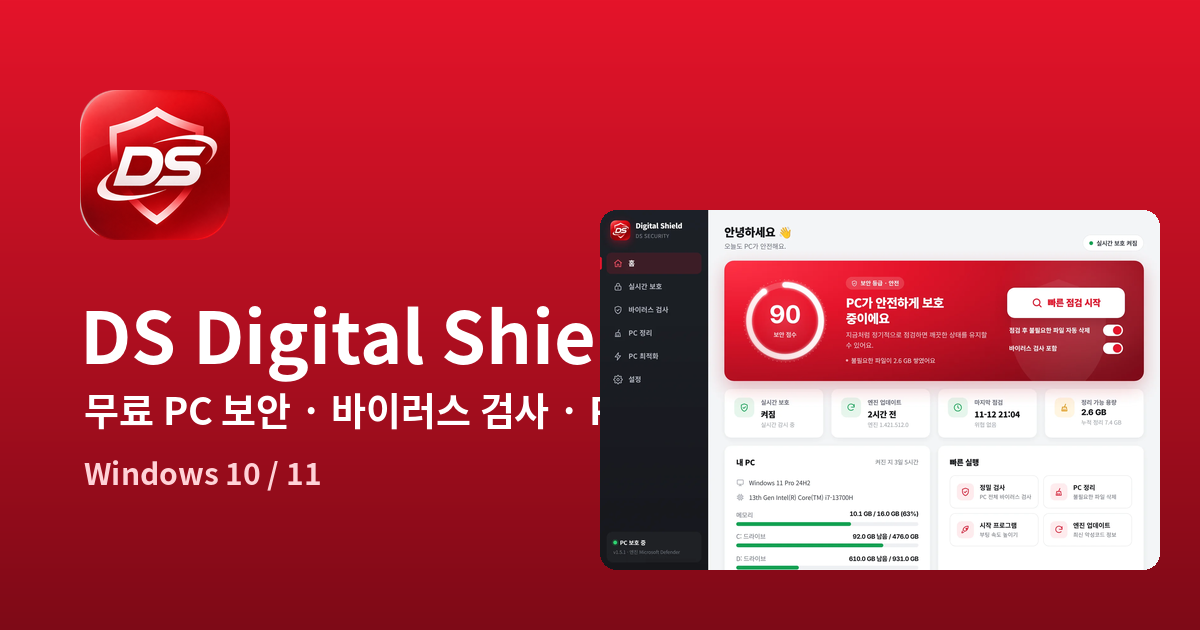 DS
DS Digital Shie
무료 PC 보안 · 바이러스 검사 ·
Windows 10 / 11
DS
Digital Shield
DS SECURITY
홈
실시간 보호
바이러스 검사
PC 정리
PC 최적화
설정
PC 보호 중
v2.5.1 · 엔진 Microsoft Defender
안녕하세요 👋
오늘도 PC가 안전해요.
실시간 보호 켜짐
90
보안 점수
보안 등급 · 안전
PC가 안전하게 보호
중이에요
지금처럼 정기적으로 점검하면 깨끗한 상태를 유지할
수 있어요.
• 불필요한 파일이 2.6 GB 쌓였어요
빠른 점검 시작
점검 후 불필요한 파일 자동 삭제
바이러스 검사 포함
실시간 보호
켜짐
실시간 검사 중
엔진 업데이트
2시간 전
엔진 1.421.512.0
마지막 점검
11-12 21:04
위협 없음
정리 가능 용량
2.6 GB
누적 정리 7.4 GB
내 PC
켜진 지 3일 5시간
Windows 11 Pro 24H2
13th Gen Intel(R) Core(TM) i7-13700H
메모리
10.1 GB / 16.0 GB (63%)
C: 드라이브
92.0 GB 남음 / 476.0 GB
D: 드라이브
610.0 GB 남음 / 931.0 GB
빠른 실행
정밀 검사
PC 전체 바이러스 검사
PC 정리
불필요한 파일 삭제
시작 프로그램
부팅 속도 높이기
엔진 업데이트
최신 악성코드 정보